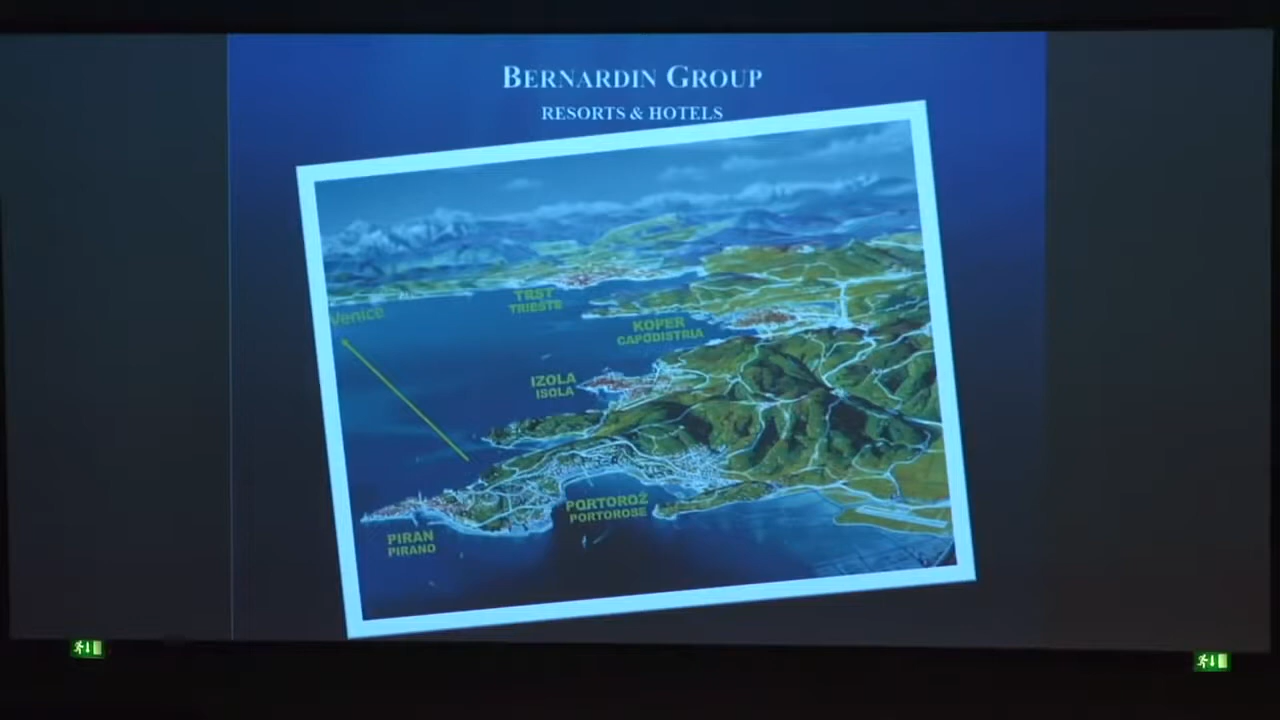 BERNARDIN GROUP
RESORTS & HOTELS
Venice
TRST
TRIESTE
KOPER
CAPODISTRIA
IZOLA
ISOLA
PORTOROŽ
PORTOROSE
PIRAN
PIRANO